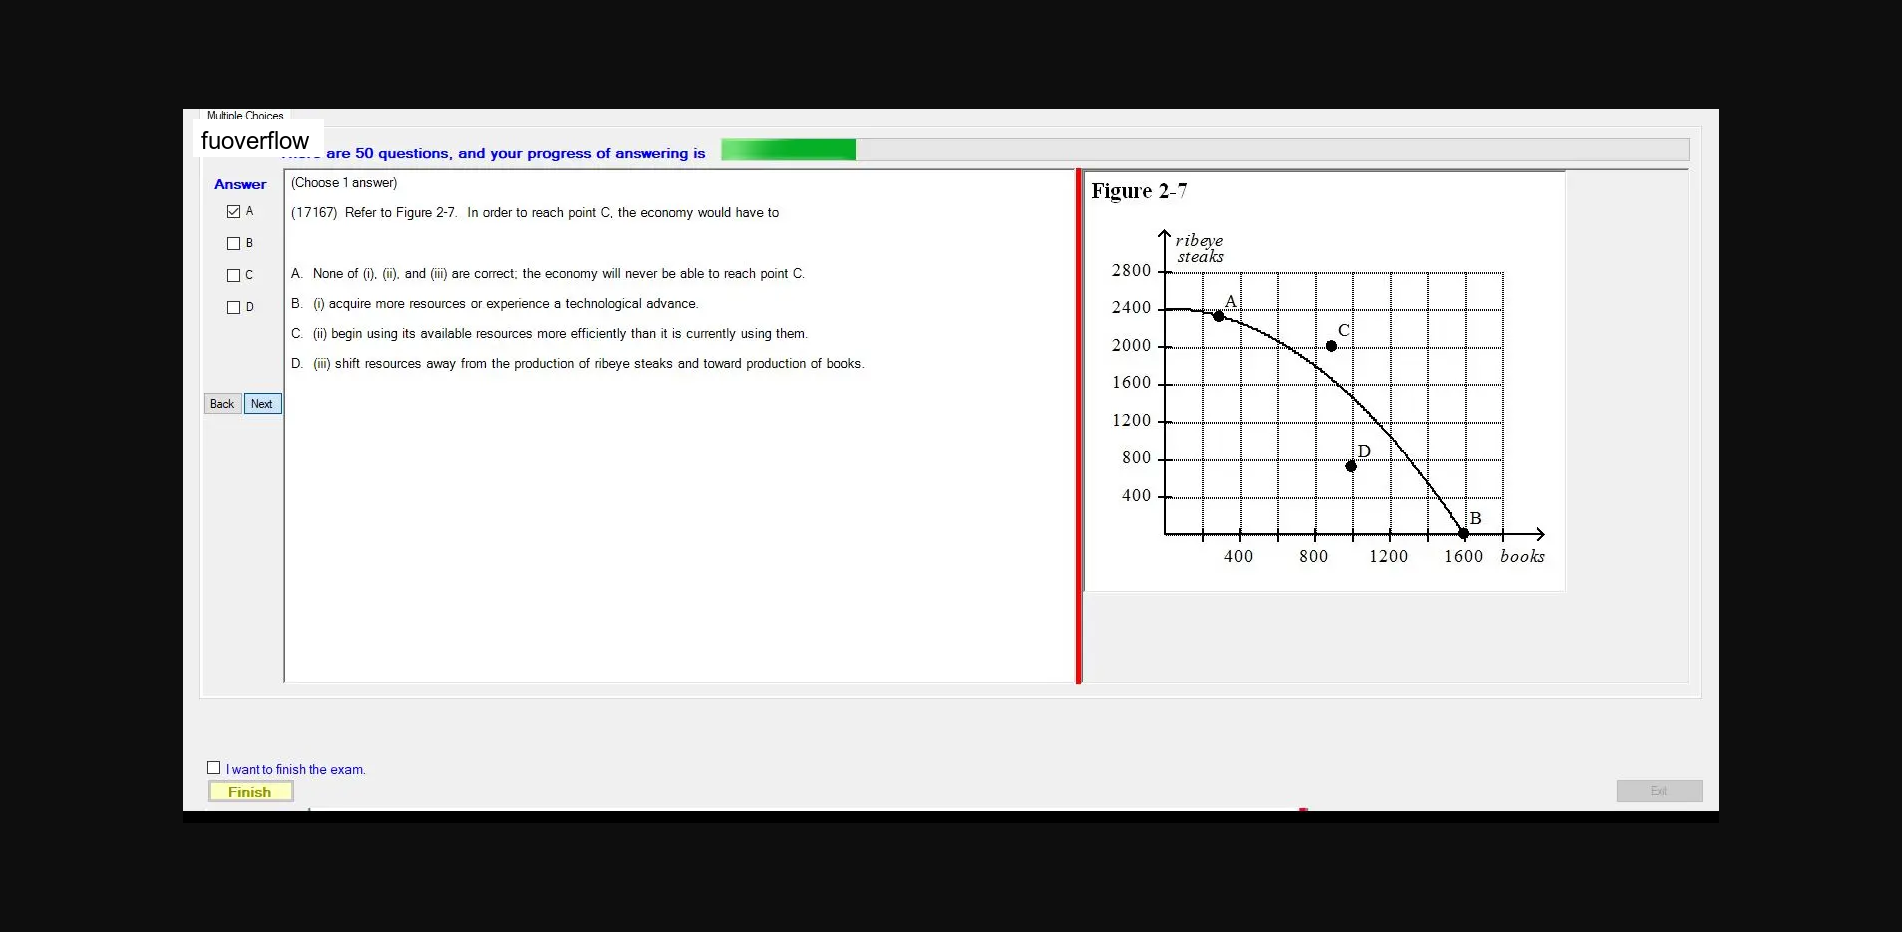 Multiple Choices
fuoverflow
are 50 questions, and your progress of answering is
Answer
(Choose 1 answer)
A
(17167) Refer to Figure 2-7. In order to reach point C, the economy would have to
B
C
D
A. None of (i), (ii), and (iii) are correct; the economy will never be able to reach point C.
B. (i) acquire more resources or experience a technological advance.
C. (ii) begin using its available resources more efficiently than it is currently using them.
D. (iii) shift resources away from the production of ribeye steaks and toward production of books.
Back Next
Figure 2-7
ribeye
steaks
2800
2400
2000
1600
1200
800
400
A
C
D
B
400 800 1200 1600 books
I want to finish the exam.
Finish
Exit